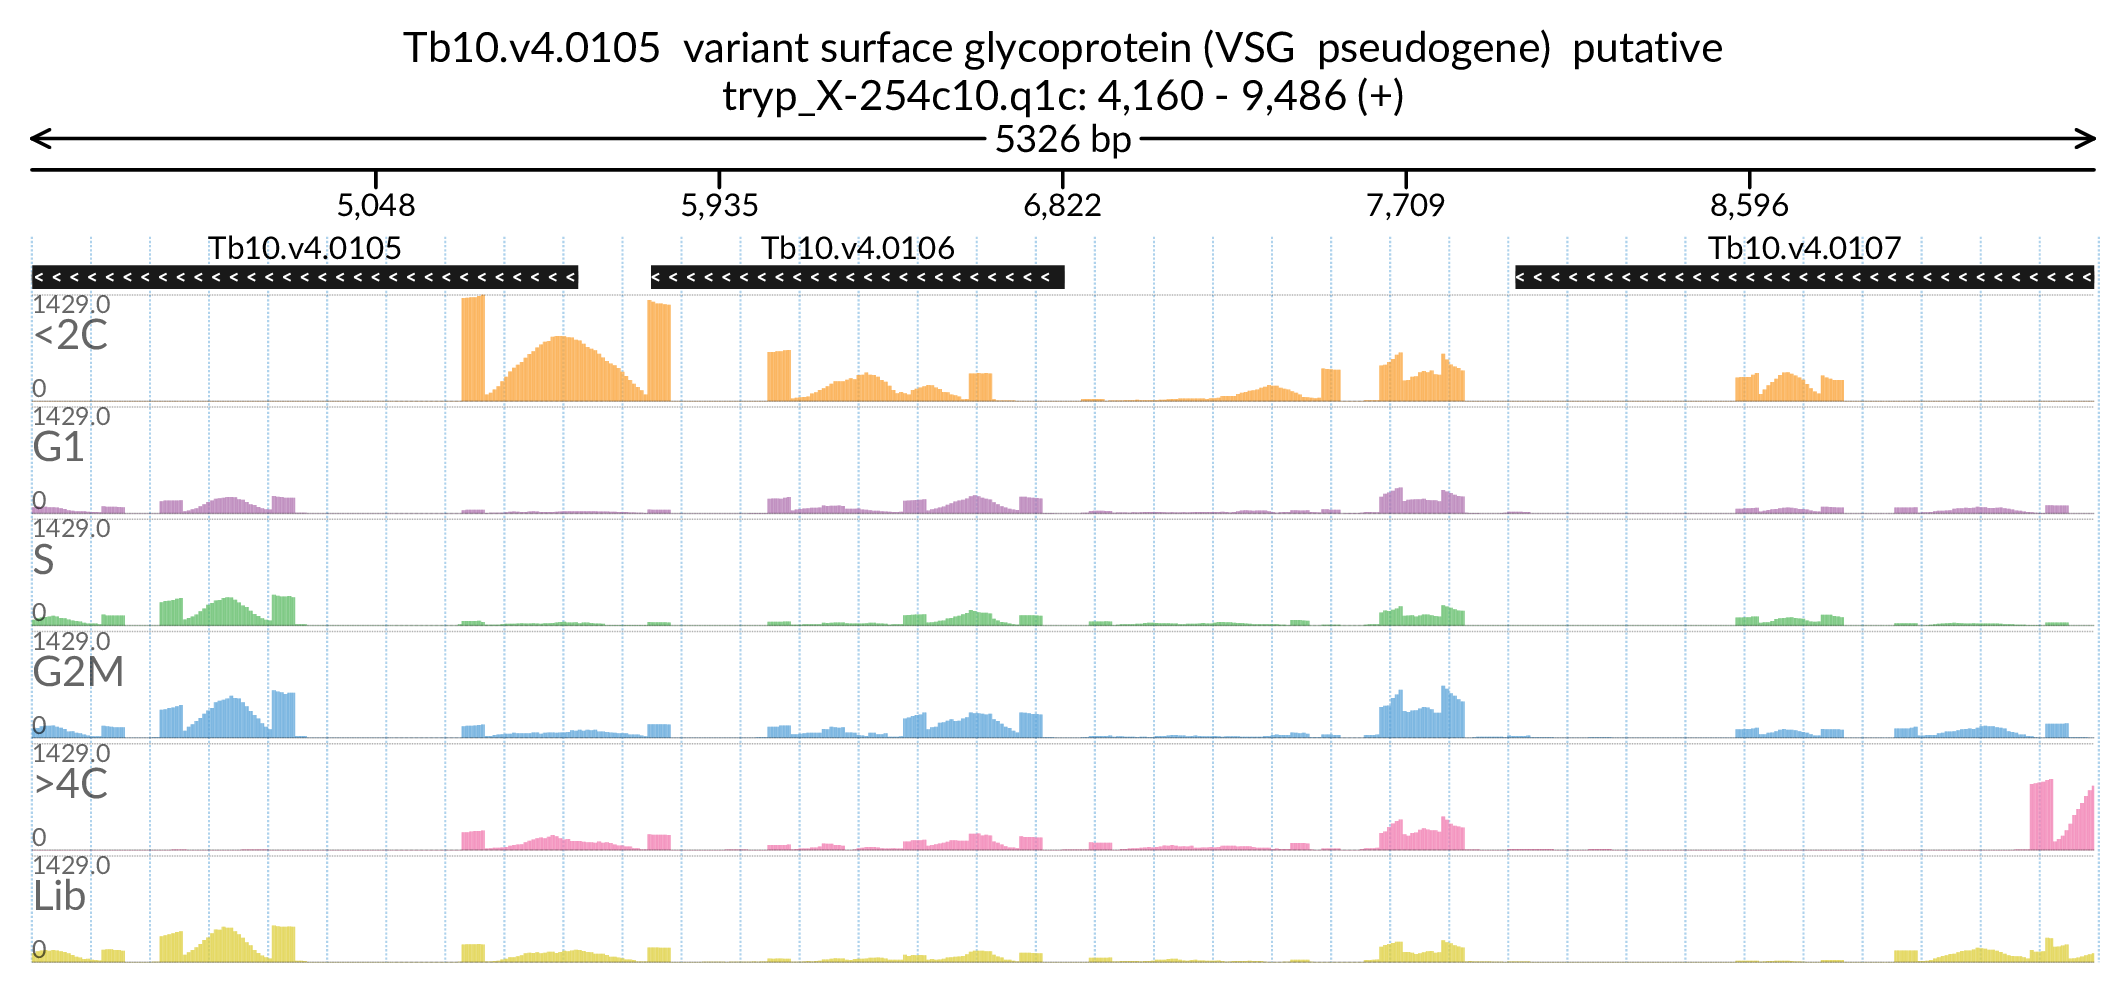 Tb10.v4.0105 variant surface glycoprotein (VSG pseudogene) putative
tryp_X-254c10.q1c: 4,160 - 9,486 (+)
5326 bp
5,048 5,935 6,822 7,709 8,596
Tb10.v4.0105 Tb10.v4.0106 Tb10.v4.0107
1429.0
<2C
0
1429.0
G1
0
1429.0
S
0
1429.0
G2M
0
1429.0
>4C
0
1429.0
Lib
0